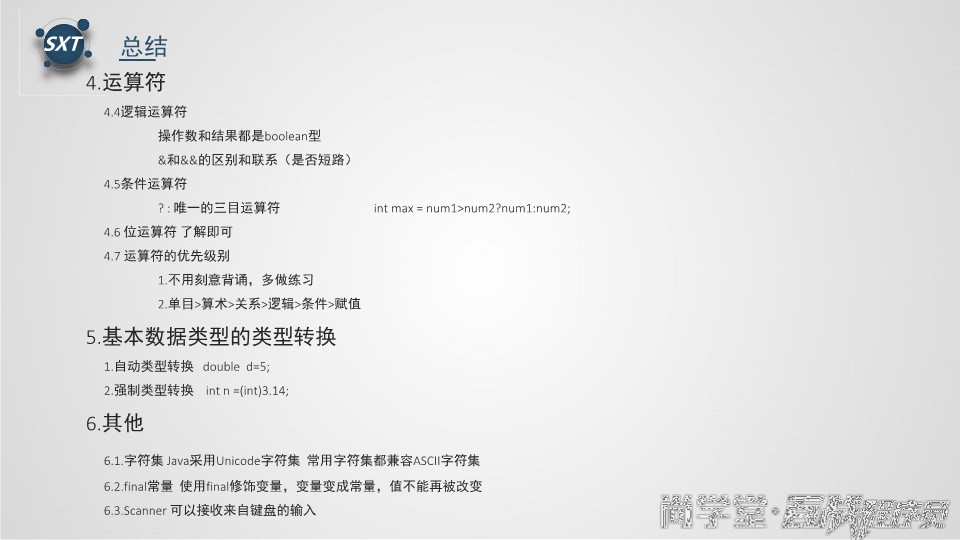 SXT
总结
4.运算符
4.4逻辑运算符
操作数和结果都是boolean型
&和&&的区别和联系（是否短路）
4.5条件运算符
? : 唯一的三目运算符 int max = num1>num2?num1:num2;
4.6 位运算符 了解即可
4.7 运算符的优先级别
1.不用刻意背诵，多做练习
2.单目>算术>关系>逻辑>条件>赋值
5.基本数据类型的类型转换
1.自动类型转换 double d=5;
2.强制类型转换 int n =(int)3.14;
6.其他
6.1.字符集 Java采用Unicode字符集 常用字符集都兼容ASCII字符集
6.2.final常量 使用final修饰变量，变量变成常量，值不能再被改变
6.3.Scanner 可以接收来自键盘的输入
尚学堂·